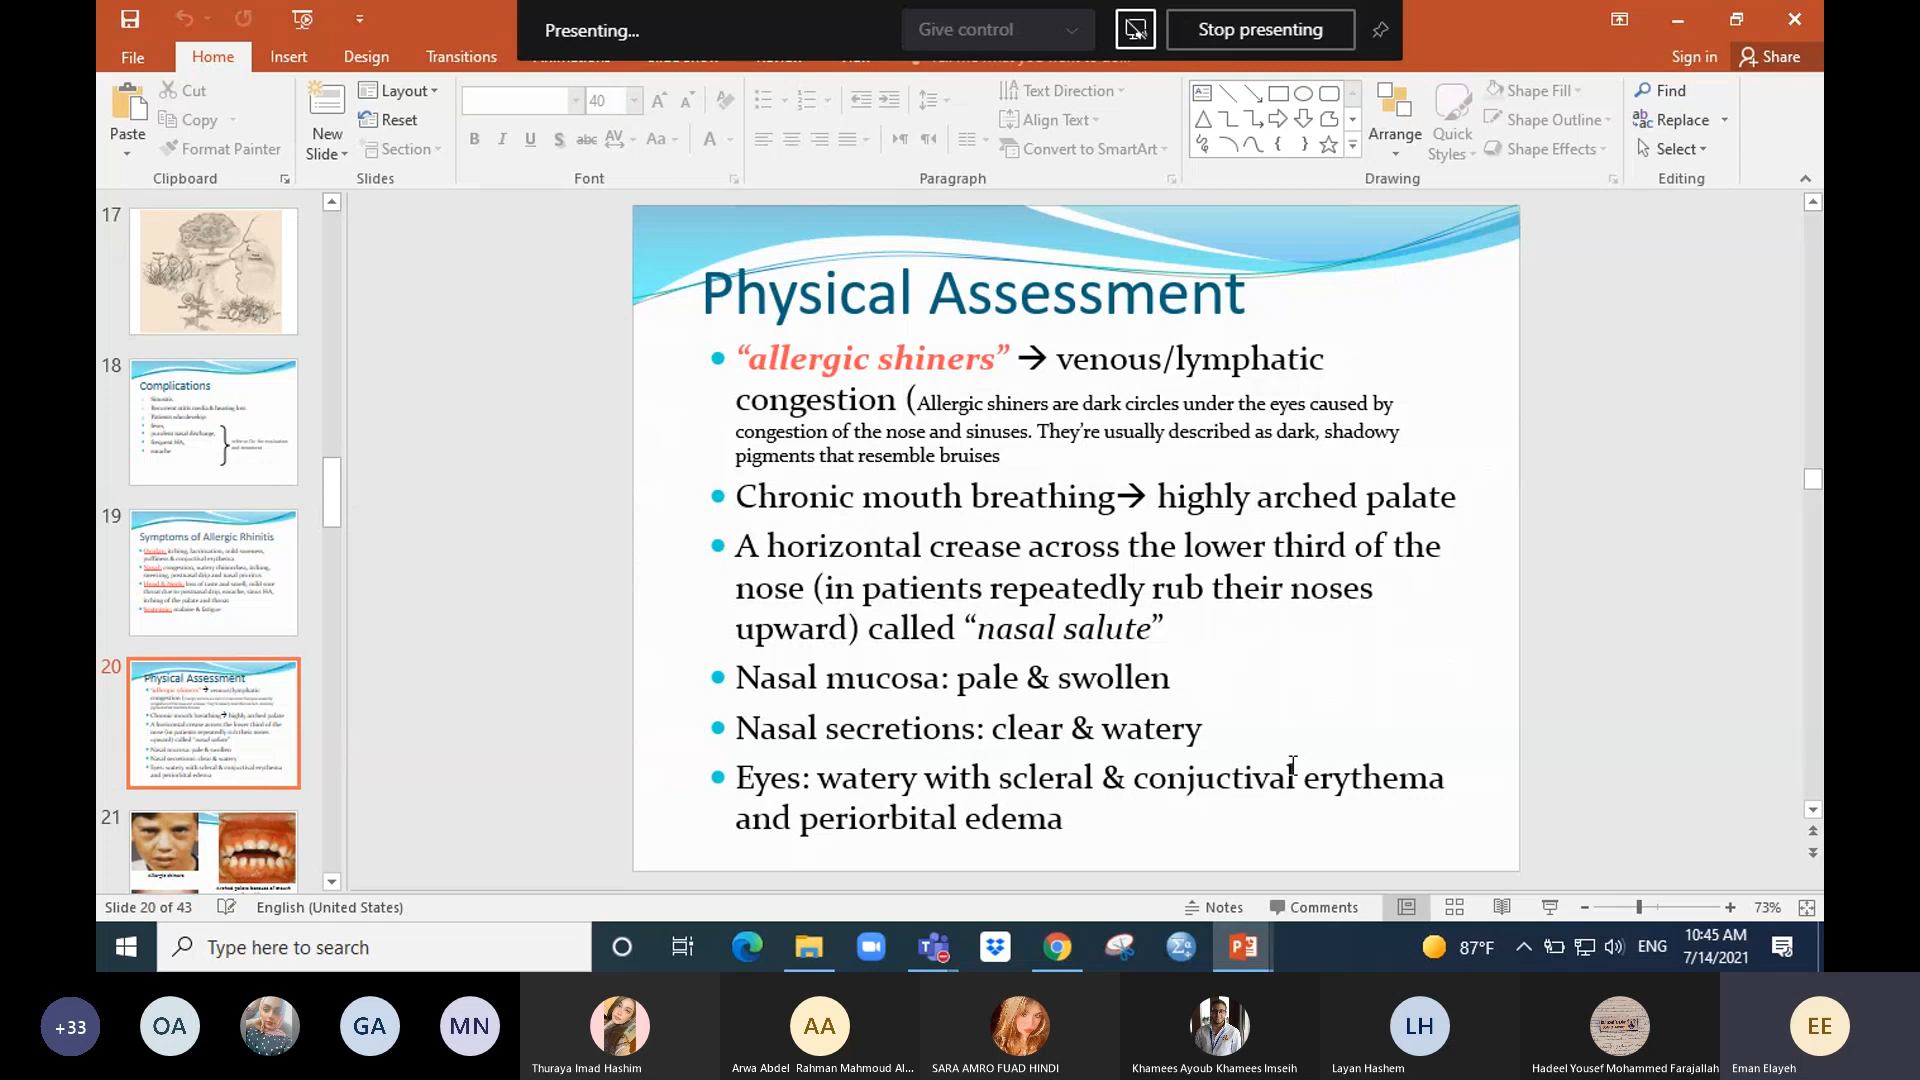 Presenting...
Give control
Stop presenting
File
Home
Insert
Design
Transitions
Sign in
Share
Paste
Cut
Copy
Format Painter
Clipboard
New
Slide
Layout
Reset
Section
Slides
40
Font
Text Direction
Align Text
Convert to SmartArt
Paragraph
Arrange
Quick
Styles
Shape Fill
Shape Outline
Shape Effects
Drawing
Find
Replace
Select
Editing
17
18
Complications
19
Symptoms of Allergic Rhinitis
20
Physical Assessment
21
Allergic shiners
Physical Assessment
“allergic shiners” → venous/lymphatic
congestion (Allergic shiners are dark circles under the eyes caused by
congestion of the nose and sinuses. They’re usually described as dark, shadowy
pigments that resemble bruises
Chronic mouth breathing→ highly arched palate
A horizontal crease across the lower third of the
nose (in patients repeatedly rub their noses
upward) called “nasal salute”
Nasal mucosa: pale & swollen
Nasal secretions: clear & watery
Eyes: watery with scleral & conjuctival erythema
and periorbital edema
Slide 20 of 43
English (United States)
Notes
Comments
73%
Type here to search
87°F
ENG
10:45 AM
7/14/2021
+33
OA
GA
MN
AA
LH
EE
Thuraya Imad Hashim
Arwa Abdel Rahman Mahmoud Al...
SARA AMRO FUAD HINDI
Khamees Ayoub Khamees Imseih
Layan Hashem
Hadeel Yousef Mohammed Farajallah
Eman Elayeh